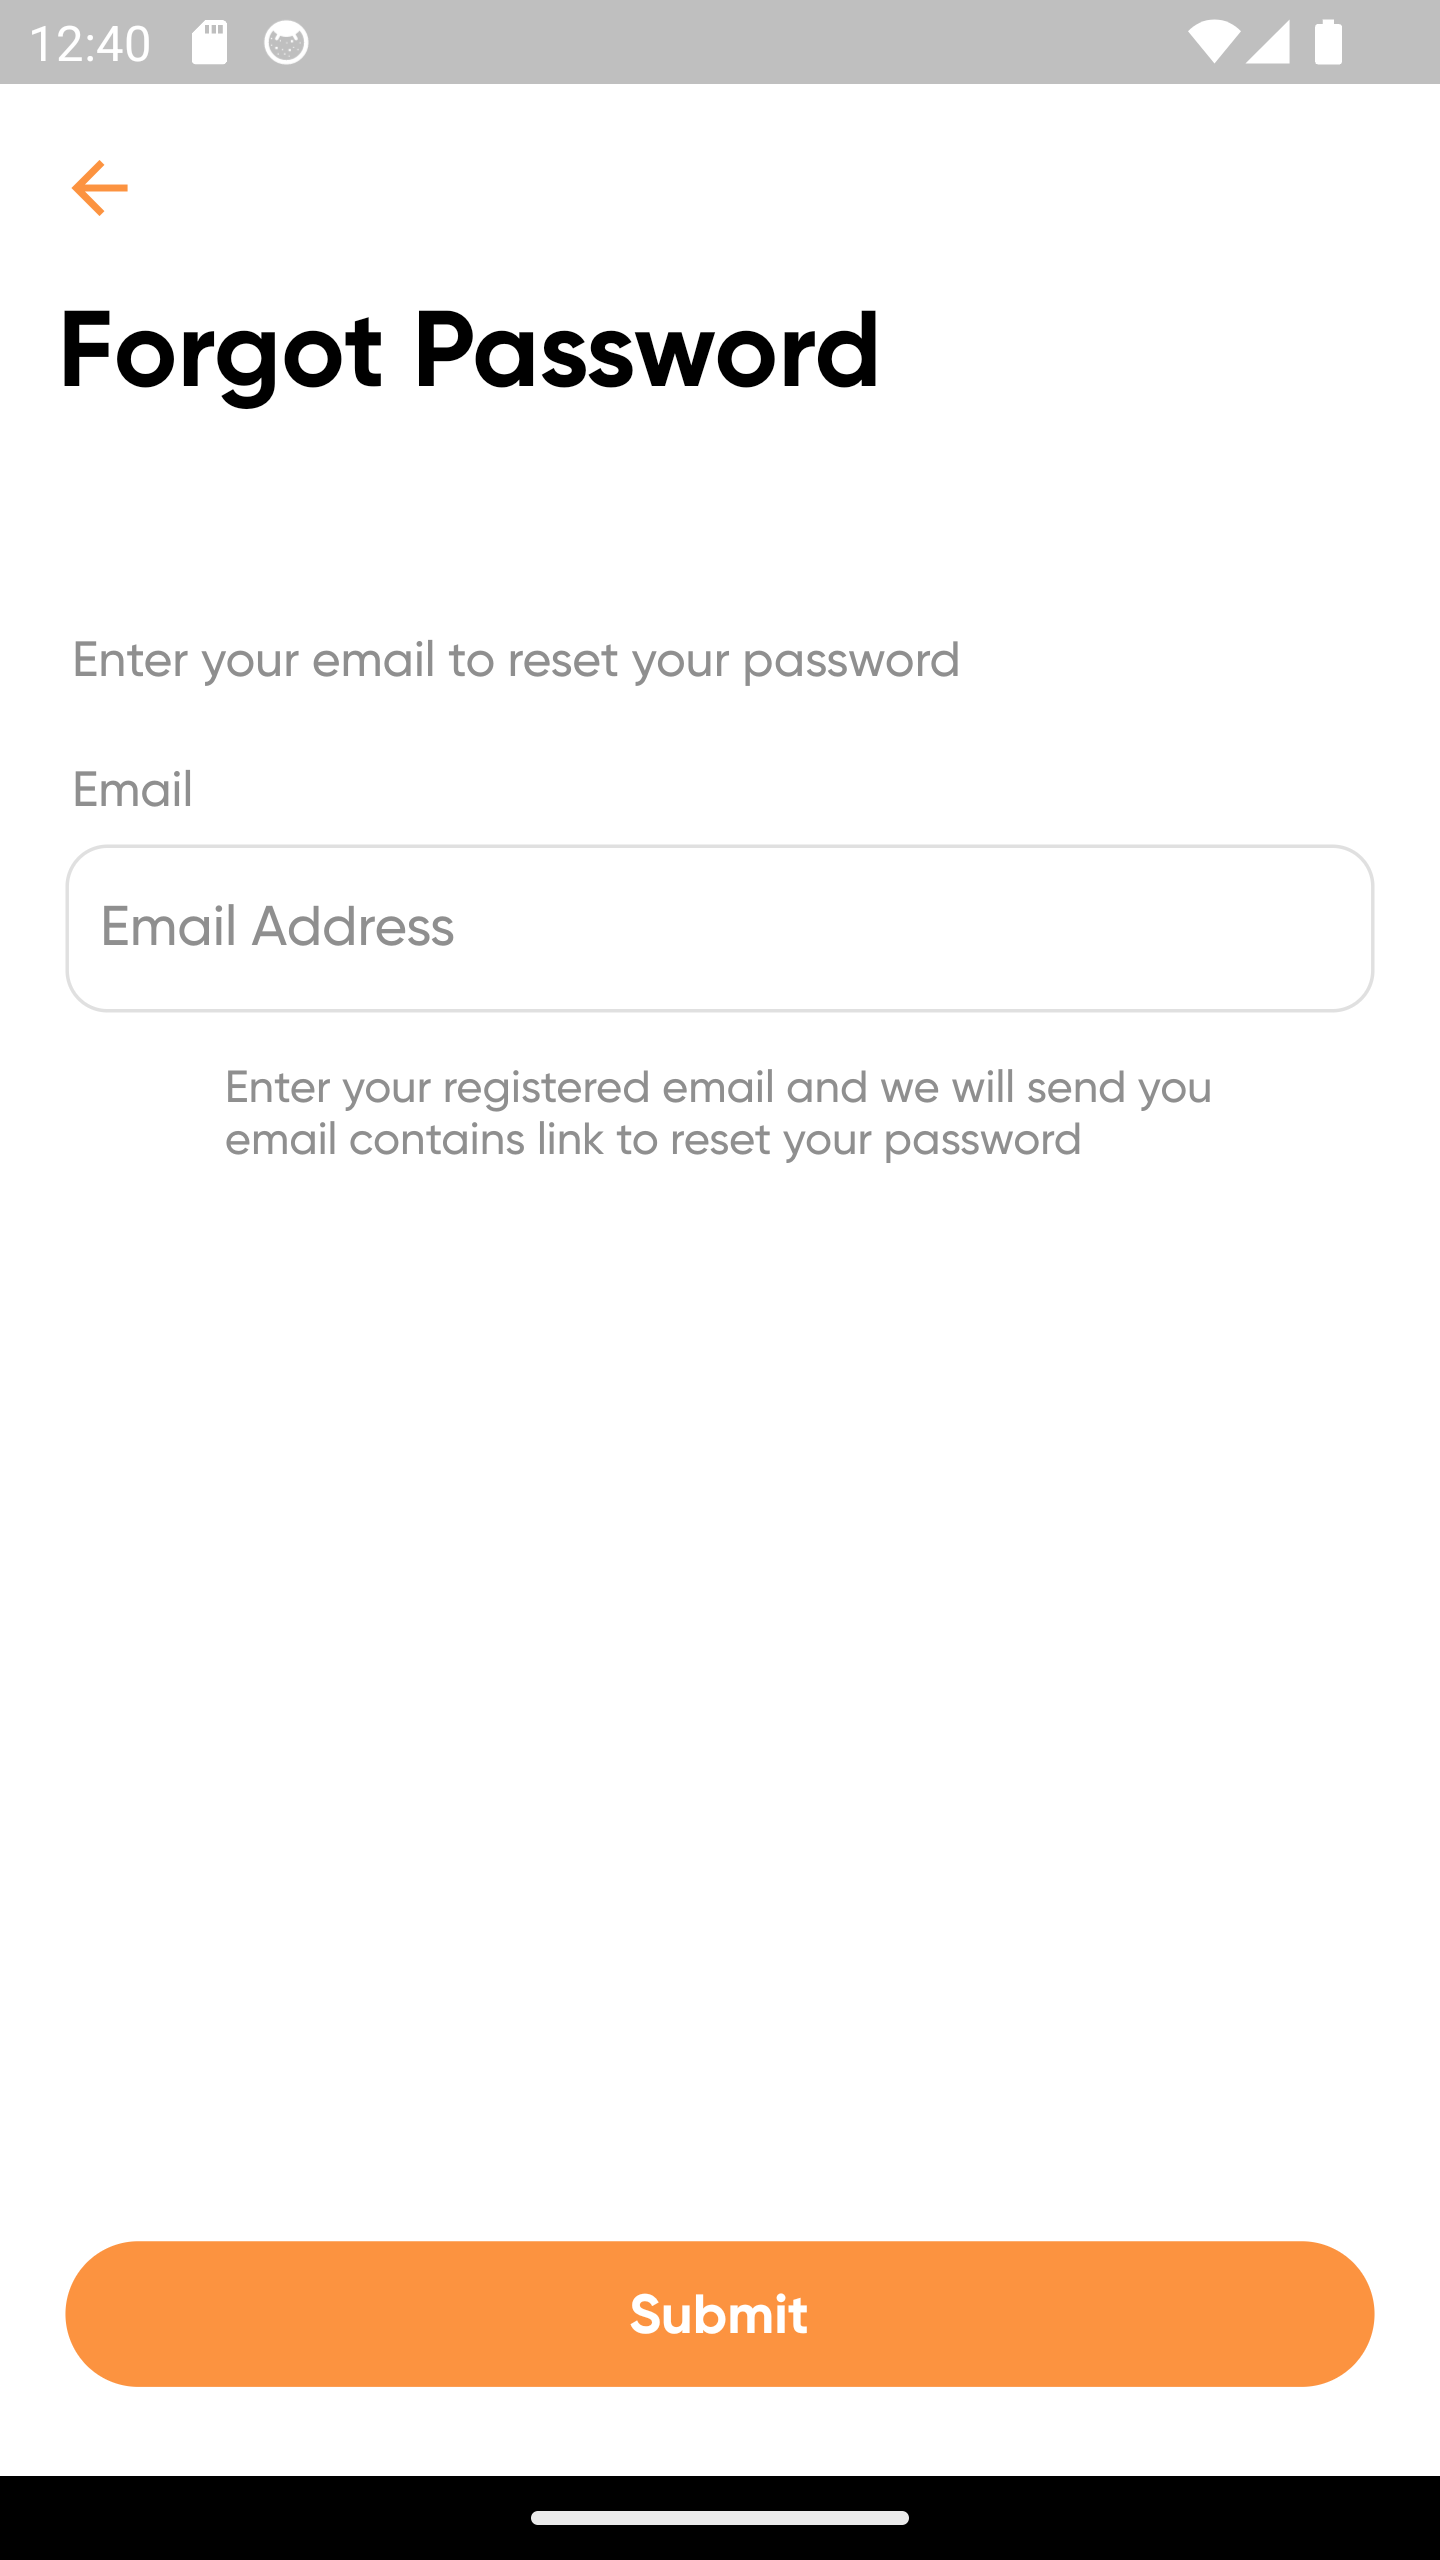 12:40
Forgot Password
Enter your email to reset your password
Email
Email Address
Enter your registered email and we will send you
email contains link to reset your password
Submit